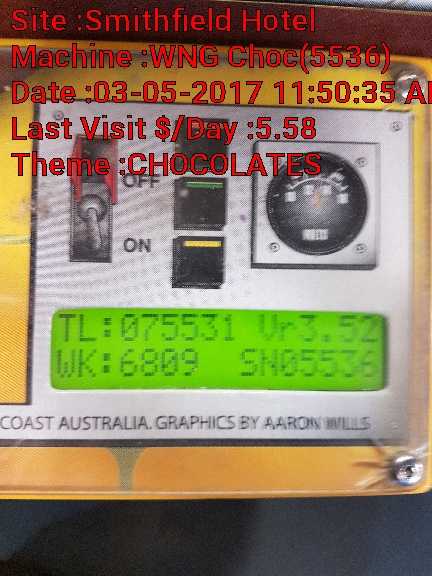 Site :Smithfield Hotel
Machine :WNG Choc(5536)
Date :03-05-2017 11:50:35 A
Last Visit $/Day :5.58
Theme :CHOCOLATES
OFF
ON
VOLTS
TL:075531 Vr3.52
WK:6809 SN05536
COAST AUSTRALIA. GRAPHICS BY AARON WILLS